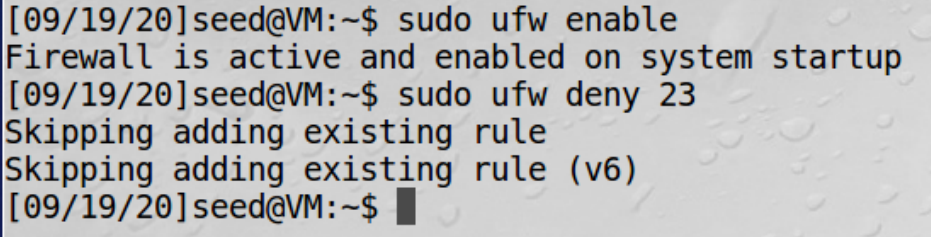 [09/19/20]seed@VM:~$ sudo ufw enable
Firewall is active and enabled on system startup
[09/19/20]seed@VM:~$ sudo ufw deny 23
Skipping adding existing rule
Skipping adding existing rule (v6)
[09/19/20]seed@VM:~$